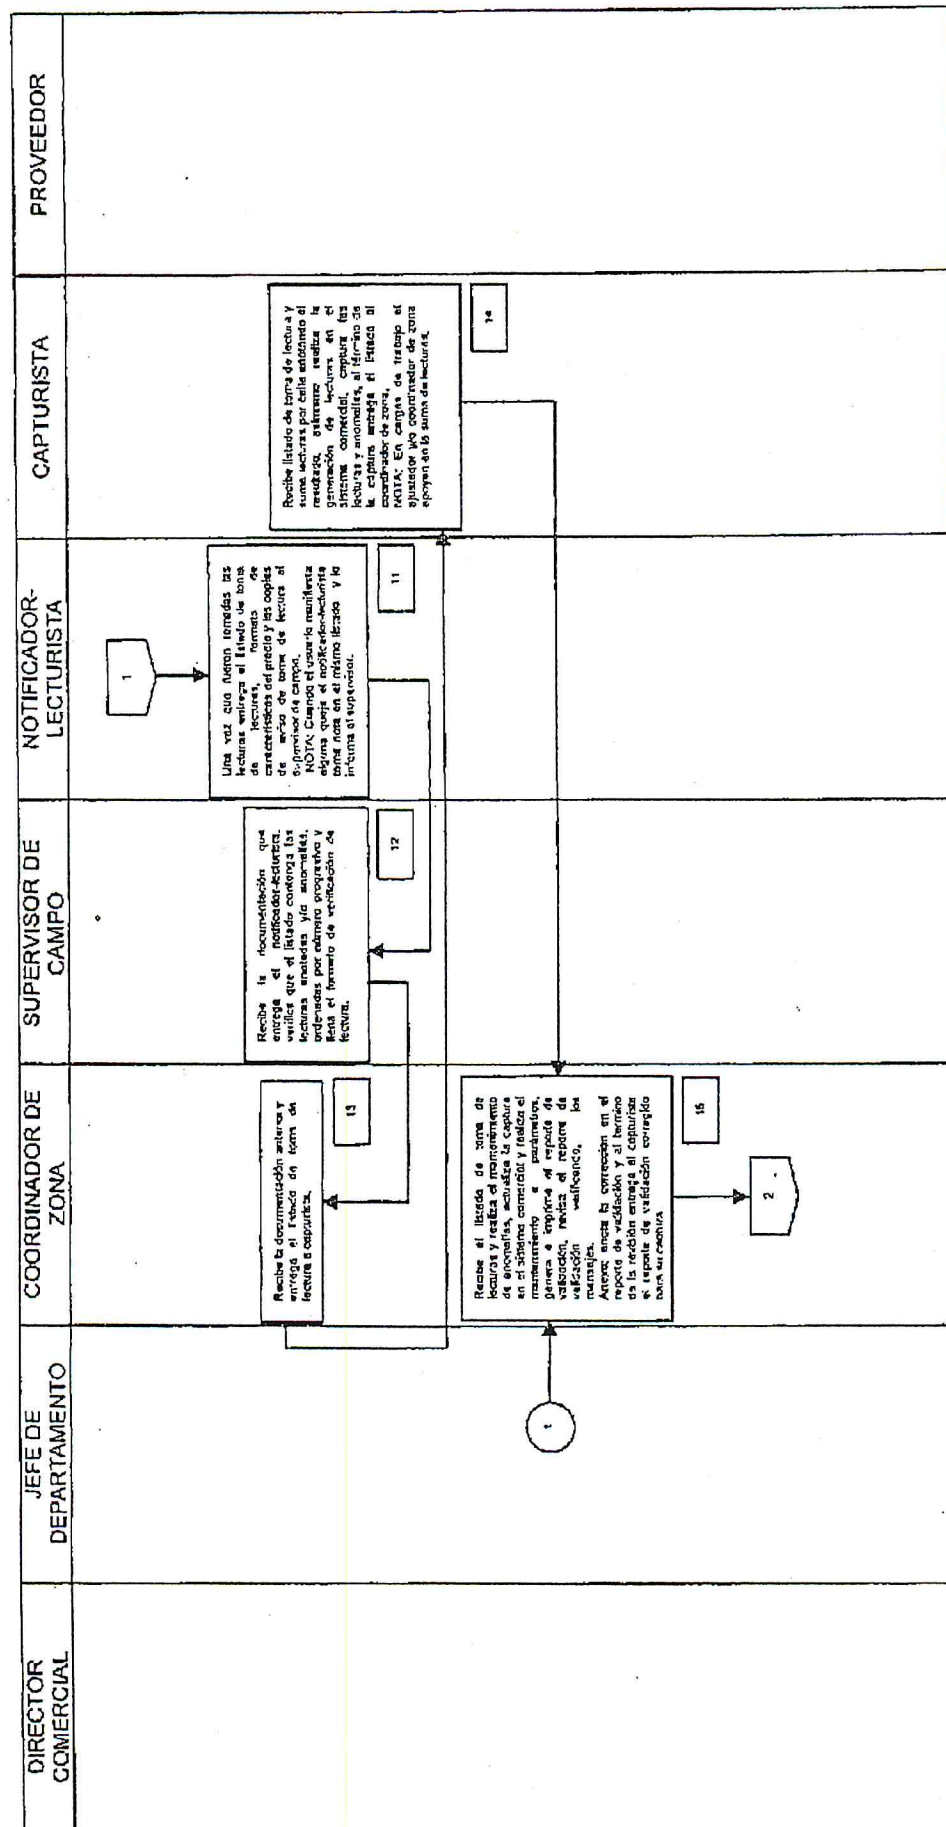 DIRECTOR
COMERCIAL
JEFE DE
DEPARTAMENTO
COORDINADOR DE
ZONA
SUPERVISOR DE
CAMPO
NOTIFICADOR-
LECTURISTA
CAPTURISTA
PROVEEDOR
1
Una vez que fueron tomadas las
lecturas entrega el listado de toma
de lecturas, formato de
características del predio y las copias
de aviso de toma de lectura al
supervisor de campo.
NOTA: Cuando el usuario manifiesta
alguna queja el notificador-lecturista
toma nota en el mismo listado y lo
informa al supervisor.
11
Recibe la documentación que
entrega el notificador-lecturista,
verifica que el listado contenga las
lecturas anotadas y/o anomalías,
ordenadas por número progresivo y
llena el formato de verificación de
lectura.
12
Recibe la documentación anterior y
entrega el listado de toma de
lectura a capturista.
13
Recibe listado de toma de lectura y
suma lecturas por calle anotando el
resultado, asimismo realiza la
generación de lecturas en el
sistema comercial, captura las
lecturas y anomalías, al término de
la captura entrega el listado al
coordinador de zona.
NOTA: En cargas de trabajo el
ajustador y/o coordinador de zona
apoyan en la suma de lecturas.
14
1
Recibe el listado de toma de
lecturas y realiza el mantenimiento
de anomalías, actualiza la captura
en el sistema comercial y realiza el
mantenimiento a parámetros,
genera e imprime el reporte de
validación, revisa el reporte de
validación verificando, los
mensajes.
Anexo; anota la corrección en el
reporte de validación y al termino
de la revisión entrega al capturista
el reporte de validación corregido
para su captura
15
2